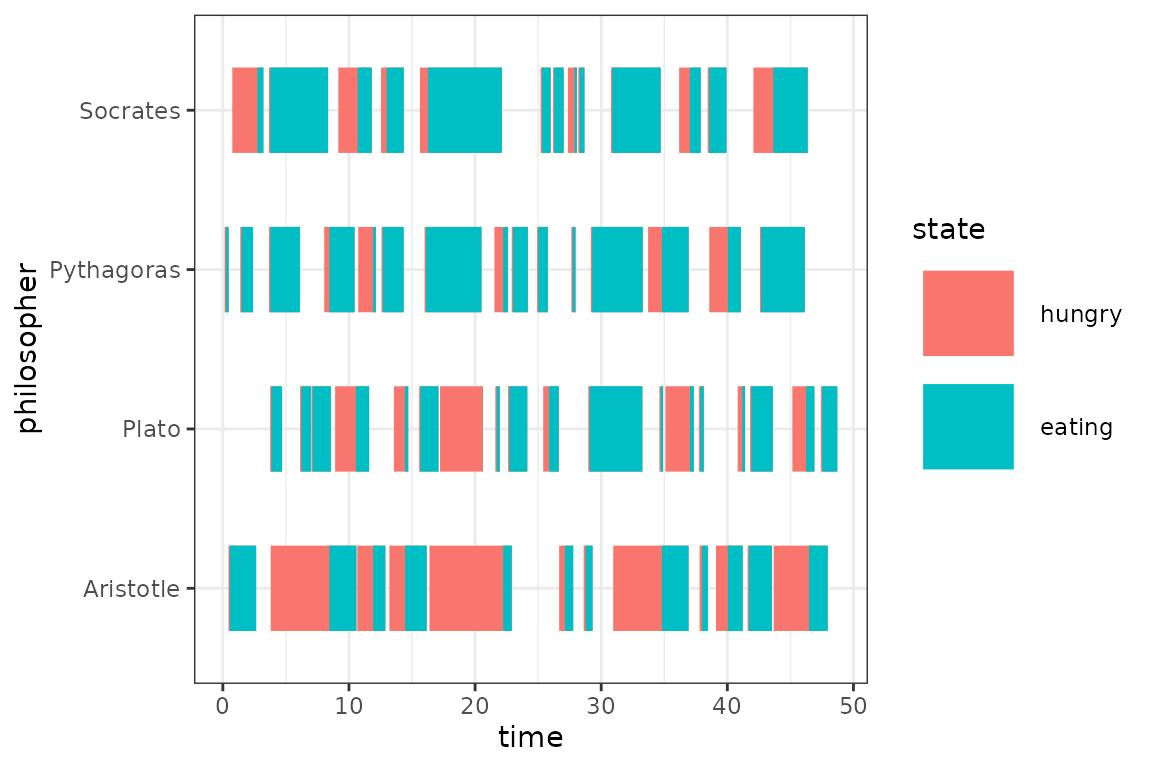 Socrates
Pythagoras
Plato
Aristotle
philosopher
0 10 20 30 40 50
time
state
hungry
eating